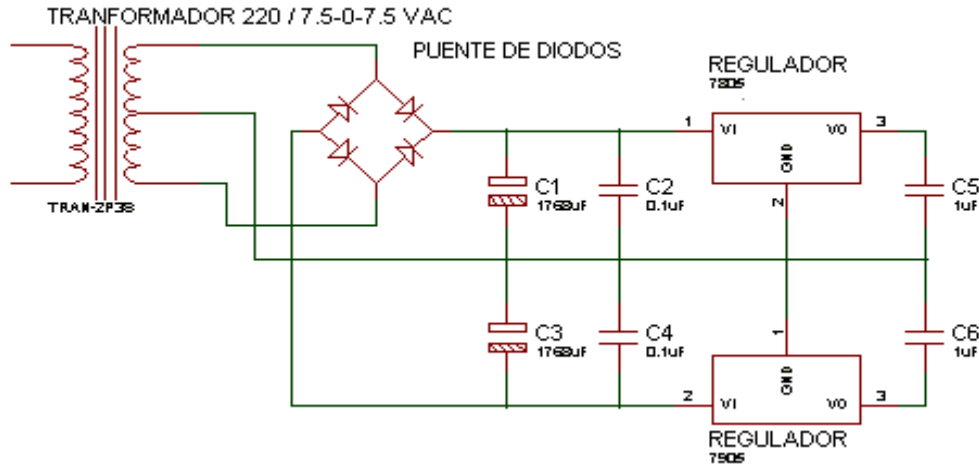 TRANFORMADOR 220 / 7.5-0-7.5 VAC
PUENTE DE DIODOS
REGULADOR
7805
1
VI
VO
3
GND
2
TRAN-2P3S
C1
1768uF
C2
0.1uF
C5
1uF
C3
1768uF
C4
0.1uF
1
C6
1uF
2
VI
GND
VO
3
REGULADOR
7905